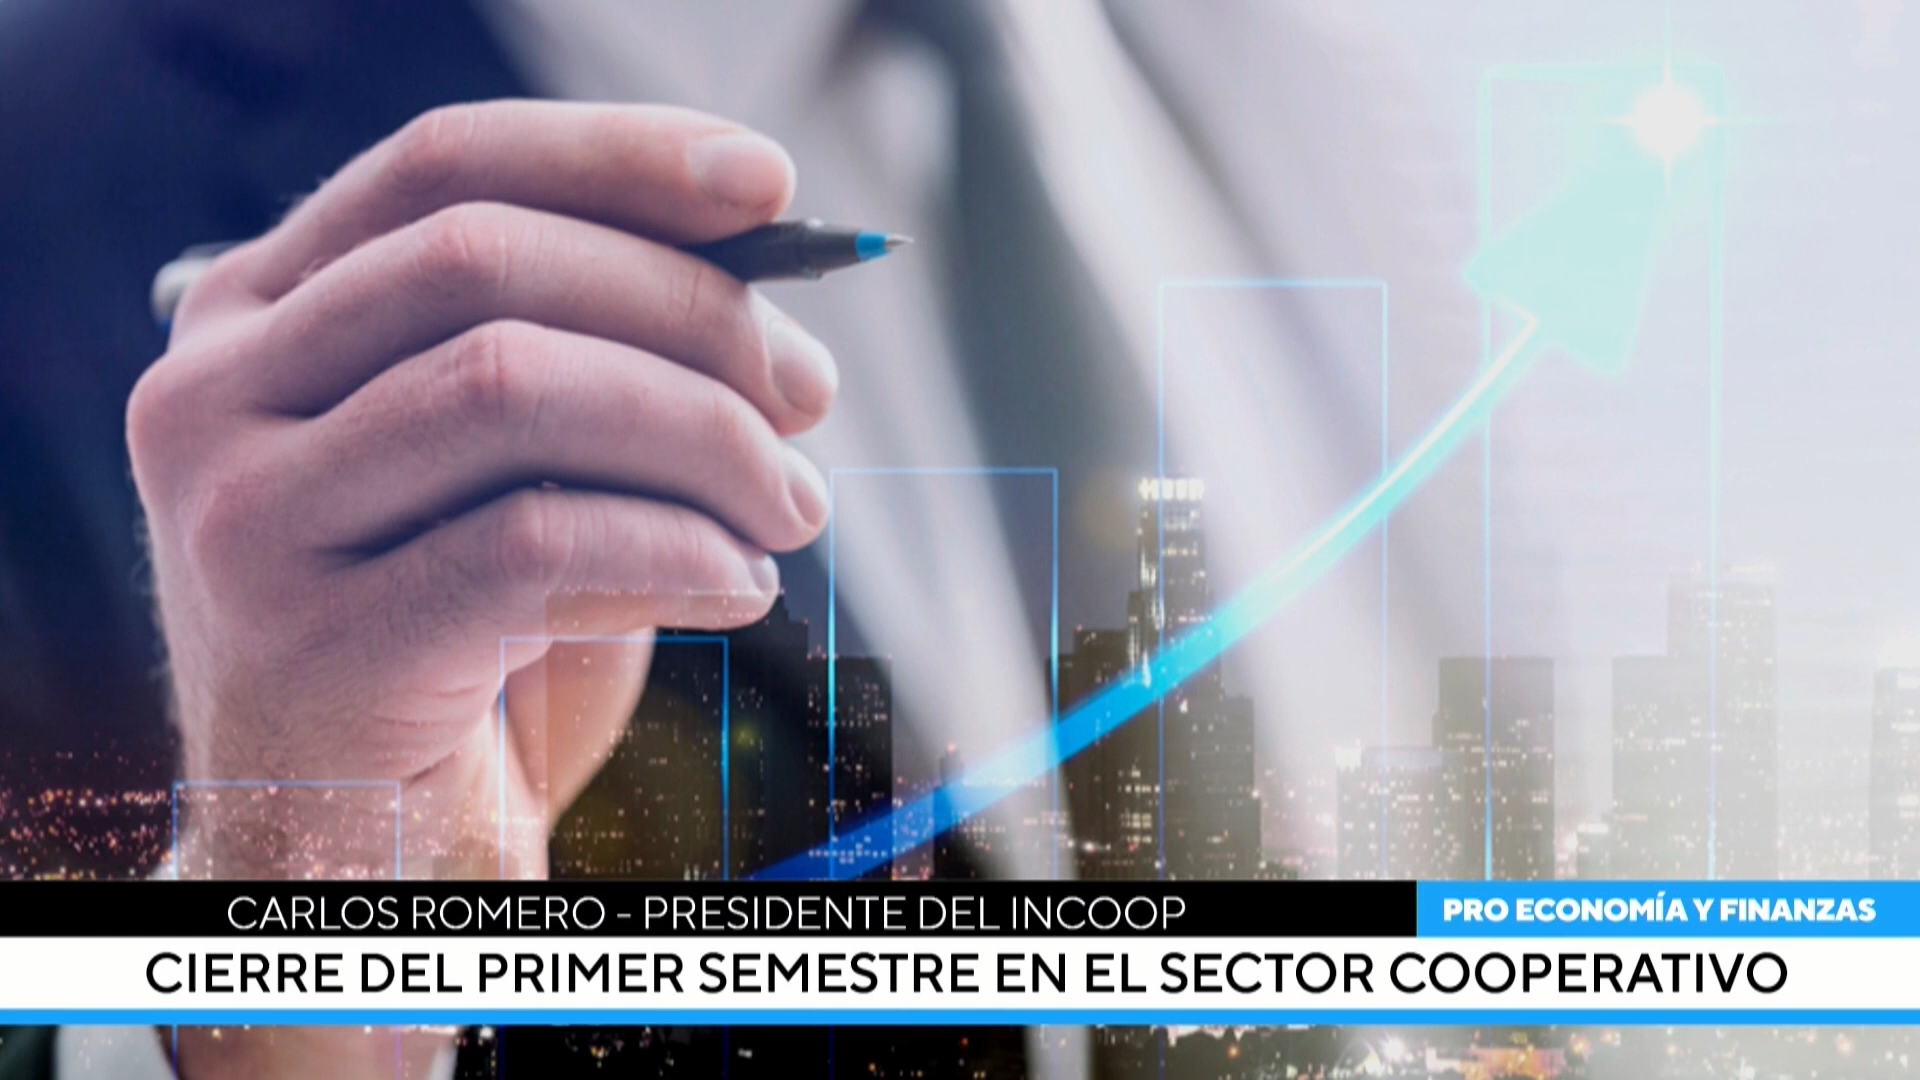 CARLOS ROMERO - PRESIDENTE DEL INCOOP
PRO ECONOMÍA Y FINANZAS
CIERRE DEL PRIMER SEMESTRE EN EL SECTOR COOPERATIVO